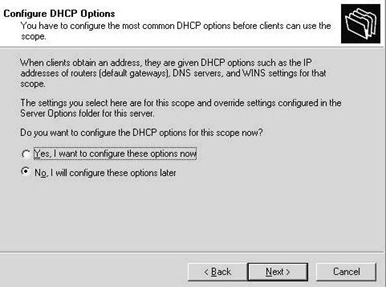 Configure DHCP Options
You have to configure the most common DHCP options before clients can use the
scope.
When clients obtain an address, they are given DHCP options such as the IP
addresses of routers (default gateways), DNS servers, and WINS settings for that
scope.
The settings you select here are for this scope and override settings configured in the
Server Options folder for this server.
Do you want to configure the DHCP options for this scope now?
Yes, I want to configure these options now
No, I will configure these options later
< Back Next > Cancel